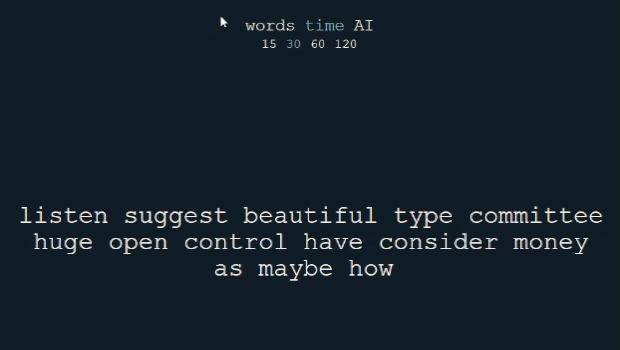 words time AI
15 30 60 120
listen suggest beautiful type committee
huge open control have consider money
as maybe how